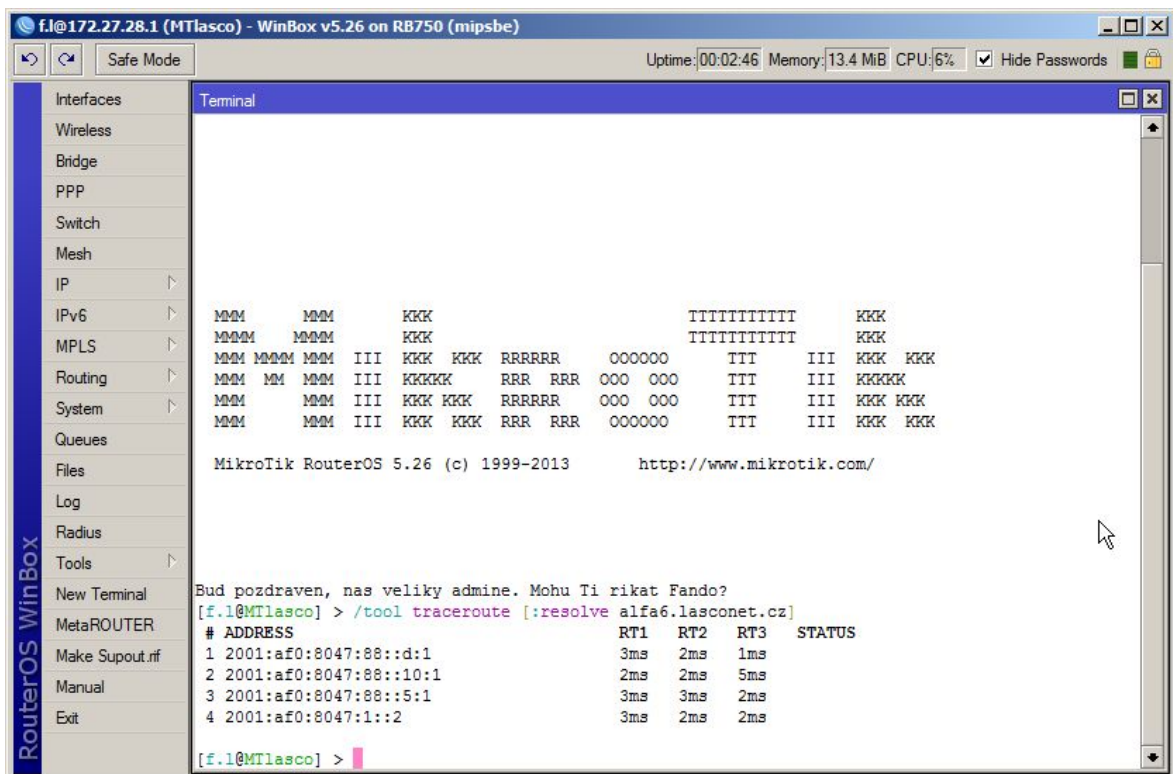 f.l@172.27.28.1 (MTlasco) - WinBox v5.26 on RB750 (mipsbe)
Safe Mode Uptime: 00:02:46 Memory: 13.4 MiB CPU: 6% Hide Passwords
RouterOS WinBox
Interfaces
Wireless
Bridge
PPP
Switch
Mesh
IP
IPv6
MPLS
Routing
System
Queues
Files
Log
Radius
Tools
New Terminal
MetaROUTER
Make Supout.rif
Manual
Exit
Terminal
MMM      MMM       KKK                          TTTTTTTTTTT      KKK
MMMM    MMMM       KKK                          TTTTTTTTTTT      KKK
MMM MMMM MMM  III  KKK  KKK  RRRRRR     OOOOOO      TTT     III  KKK  KKK
MMM  MM  MMM  III  KKKKK     RRR  RRR  OOO  OOO     TTT     III  KKKKK
MMM      MMM  III  KKK KKK   RRRRRR    OOO  OOO     TTT     III  KKK KKK
MMM      MMM  III  KKK  KKK  RRR  RRR   OOOOOO      TTT     III  KKK  KKK
MikroTik RouterOS 5.26 (c) 1999-2013       http://www.mikrotik.com/
Bud pozdraven, nas veliky admine. Mohu Ti rikat Fando?
[f.l@MTlasco] > /tool traceroute [:resolve alfa6.lasconet.cz]
# ADDRESS RT1 RT2 RT3 STATUS
1 2001:af0:8047:88::d:1 3ms 2ms 1ms
2 2001:af0:8047:88::10:1 2ms 2ms 5ms
3 2001:af0:8047:88::5:1 3ms 3ms 2ms
4 2001:af0:8047:1::2 3ms 2ms 2ms
[f.l@MTlasco] >